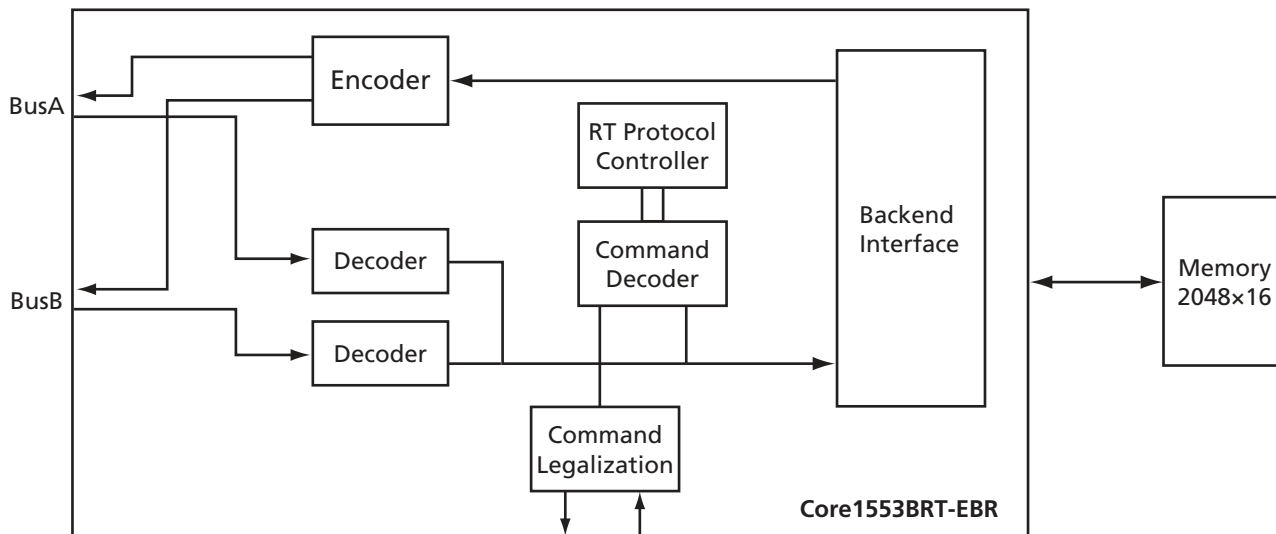 Encoder
BusA
RT Protocol
Controller
Backend
Interface
Decoder
Command
Decoder
Memory
2048×16
BusB
Decoder
Command
Legalization
Core1553BRT-EBR